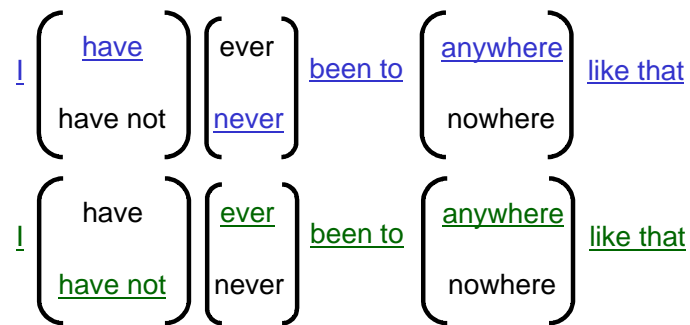 have ever anywhere
I been to like that
have not never nowhere
have ever anywhere
I been to like that
have not never nowhere